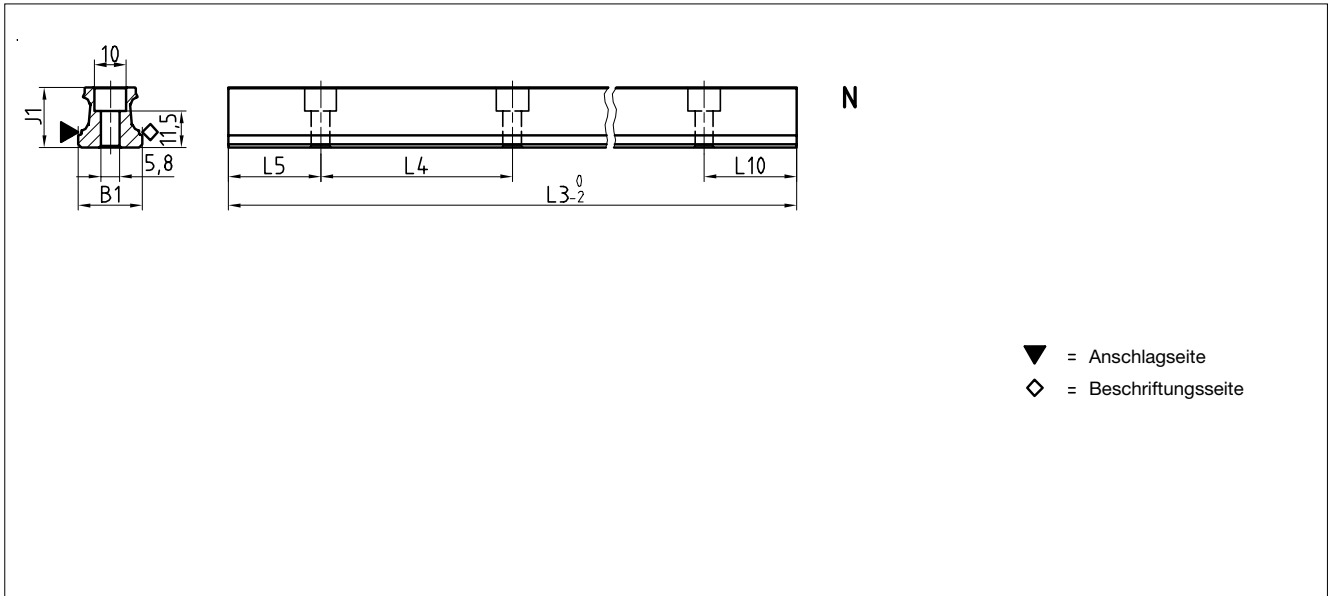 10
N
J1
11,5
5,8
B1
L5
L4
L10
L3-2 0
= Anschlagseite
= Beschriftungsseite